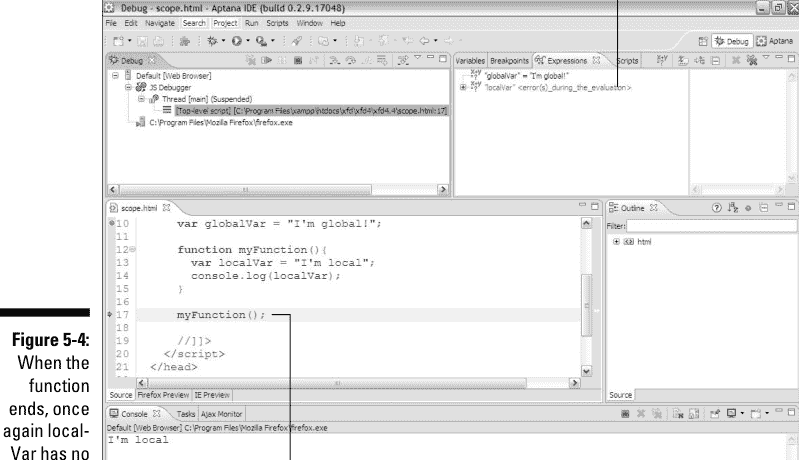 Debug - scope.html - Aptana IDE (build 0.2.9.17048)
File Edit Navigate Search Project Run Scripts Window Help
Debug Aptana
Debug
Default [Web Browser]
JS Debugger
Thread [main] (Suspended)
[Top-level script] [C:\Program Files\xampp\htdocs\xfd\xfd4\xfd4.4\scope.html:17]
C:\Program Files\Mozilla Firefox\firefox.exe
Variables Breakpoints Expressions Scripts
"globalVar" = "I'm global!"
"localVar" <error(s)_during_the_evaluation>
scope.html
10 var globalVar = "I'm global!";
11
12 function myFunction(){
13 var localVar = "I'm local";
14 console.log(localVar);
15 }
16
17 myFunction();
18
19 //]]>
20 </script>
21 </head>
Source Firefox Preview IE Preview
Outline
Filter:
html
Source
Console Tasks Ajax Monitor
Default [Web Browser] C:\Program Files\Mozilla Firefox\firefox.exe
I'm local
Figure 5-4:
When the
function
ends, once
again local-
Var has no